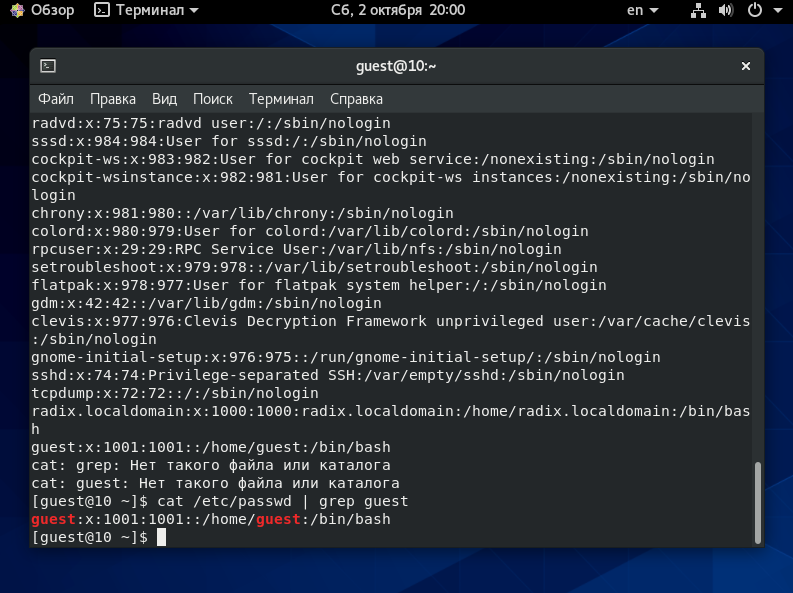 Обзор Терминал Сб, 2 октября 20:00 en
guest@10:~ ×
Файл Правка Вид Поиск Терминал Справка
radvd:x:75:75:radvd user:/:/sbin/nologin
sssd:x:984:984:User for sssd:/:/sbin/nologin
cockpit-ws:x:983:982:User for cockpit web service:/nonexisting:/sbin/nologin
cockpit-wsinstance:x:982:981:User for cockpit-ws instances:/nonexisting:/sbin/no
login
chrony:x:981:980::/var/lib/chrony:/sbin/nologin
colord:x:980:979:User for colord:/var/lib/colord:/sbin/nologin
rpcuser:x:29:29:RPC Service User:/var/lib/nfs:/sbin/nologin
setroubleshoot:x:979:978::/var/lib/setroubleshoot:/sbin/nologin
flatpak:x:978:977:User for flatpak system helper:/:/sbin/nologin
gdm:x:42:42::/var/lib/gdm:/sbin/nologin
clevis:x:977:976:Clevis Decryption Framework unprivileged user:/var/cache/clevis
:/sbin/nologin
gnome-initial-setup:x:976:975::/run/gnome-initial-setup/:/sbin/nologin
sshd:x:74:74:Privilege-separated SSH:/var/empty/sshd:/sbin/nologin
tcpdump:x:72:72::/:/sbin/nologin
radix.localdomain:x:1000:1000:radix.localdomain:/home/radix.localdomain:/bin/bas
h
guest:x:1001:1001::/home/guest:/bin/bash
cat: grep: Нет такого файла или каталога
cat: guest: Нет такого файла или каталога
[guest@10 ~]$ cat /etc/passwd | grep guest
guest:x:1001:1001::/home/guest:/bin/bash
[guest@10 ~]$